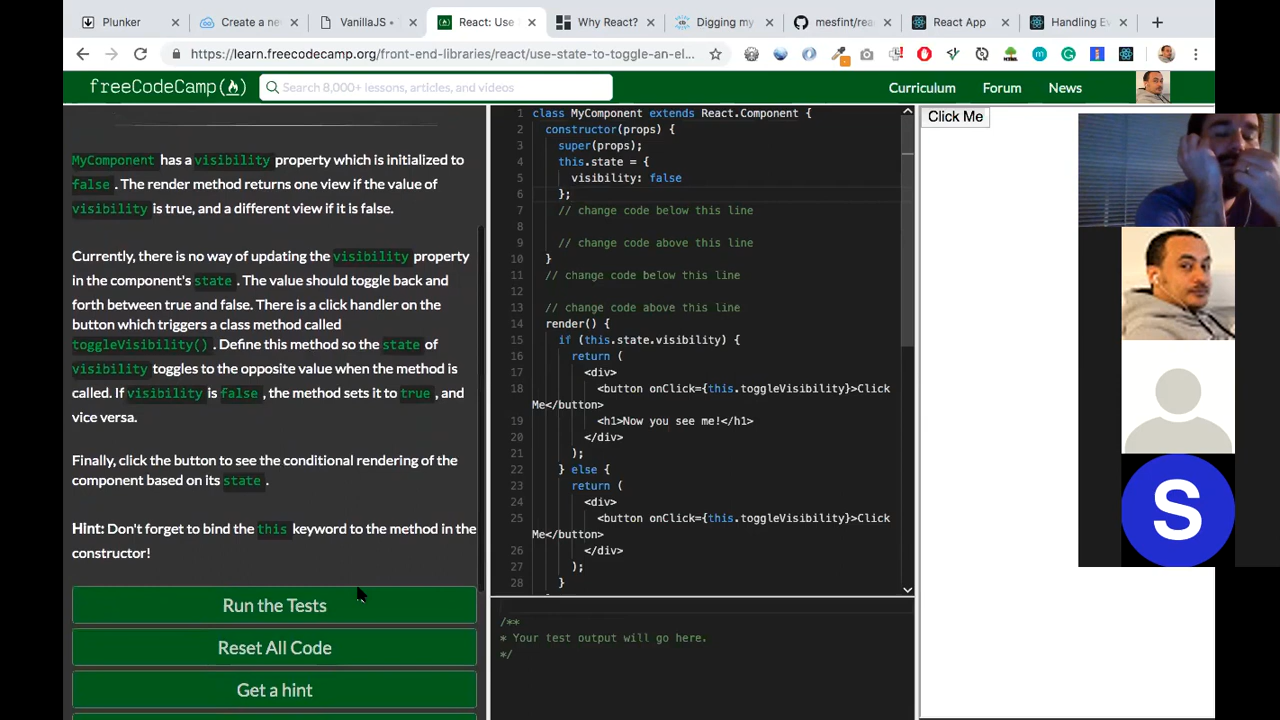 Plunker
Create a ne
VanillaJS •
React: Use
Why React?
Digging my
mesfint/rea
React App
Handling Ev
https://learn.freecodecamp.org/front-end-libraries/react/use-state-to-toggle-an-el...
freeCodeCamp
Search 8,000+ lessons, articles, and videos
Curriculum
Forum
News
MyComponent has a visibility property which is initialized to
false . The render method returns one view if the value of
visibility is true, and a different view if it is false.
Currently, there is no way of updating the visibility property
in the component's state . The value should toggle back and
forth between true and false. There is a click handler on the
button which triggers a class method called
toggleVisibility() . Define this method so the state of
visibility toggles to the opposite value when the method is
called. If visibility is false , the method sets it to true , and
vice versa.
Finally, click the button to see the conditional rendering of the
component based on its state .
Hint: Don't forget to bind the this keyword to the method in the
constructor!
Run the Tests
Reset All Code
Get a hint
1 class MyComponent extends React.Component {
2 constructor(props) {
3 super(props);
4 this.state = {
5 visibility: false
6 };
7 // change code below this line
8
9 // change code above this line
10 }
11 // change code below this line
12
13 // change code above this line
14 render() {
15 if (this.state.visibility) {
16 return (
17 <div>
18 <button onClick={this.toggleVisibility}>Click
Me</button>
19 <h1>Now you see me!</h1>
20 </div>
21 );
22 } else {
23 return (
24 <div>
25 <button onClick={this.toggleVisibility}>Click
Me</button>
26 </div>
27 );
28 }
/**
* Your test output will go here.
*/
Click Me
S